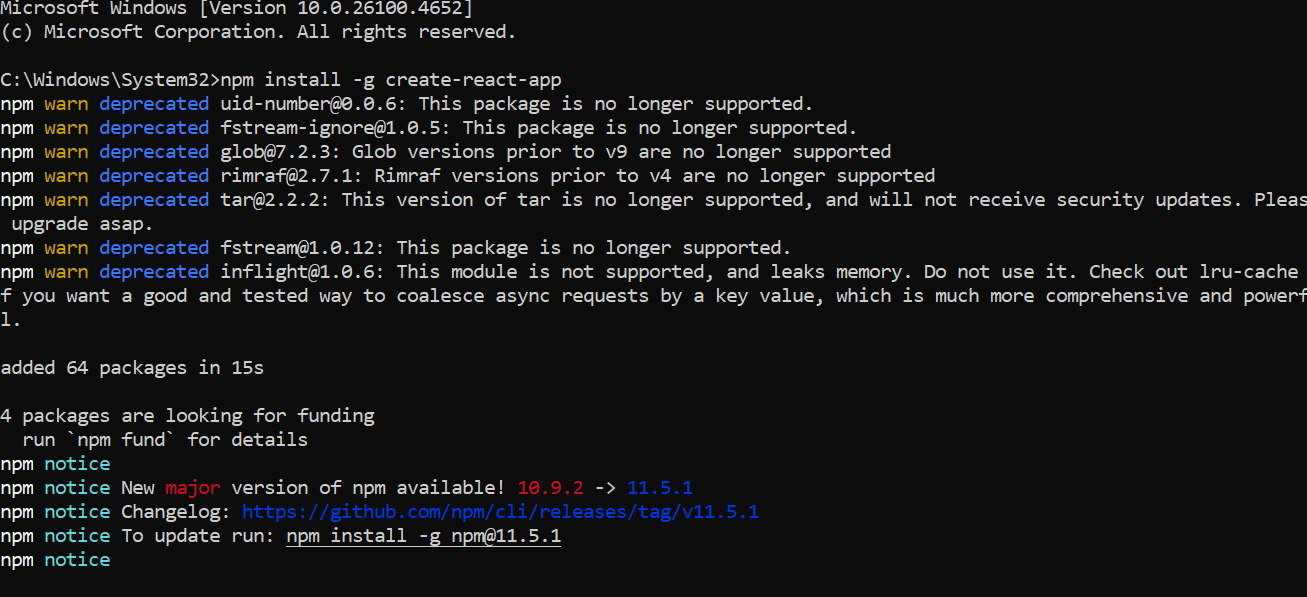 Microsoft Windows [Version 10.0.26100.4652]
(c) Microsoft Corporation. All rights reserved.
C:\Windows\System32>npm install -g create-react-app
npm warn deprecated uid-number@0.0.6: This package is no longer supported.
npm warn deprecated fstream-ignore@1.0.5: This package is no longer supported.
npm warn deprecated glob@7.2.3: Glob versions prior to v9 are no longer supported
npm warn deprecated rimraf@2.7.1: Rimraf versions prior to v4 are no longer supported
npm warn deprecated tar@2.2.2: This version of tar is no longer supported, and will not receive security updates. Pleas
upgrade asap.
npm warn deprecated fstream@1.0.12: This package is no longer supported.
npm warn deprecated inflight@1.0.6: This module is not supported, and leaks memory. Do not use it. Check out lru-cache
f you want a good and tested way to coalesce async requests by a key value, which is much more comprehensive and powerf
l.
added 64 packages in 15s
4 packages are looking for funding
run `npm fund` for details
npm notice
npm notice New major version of npm available! 10.9.2 -> 11.5.1
npm notice Changelog: https://github.com/npm/cli/releases/tag/v11.5.1
npm notice To update run: npm install -g npm@11.5.1
npm notice